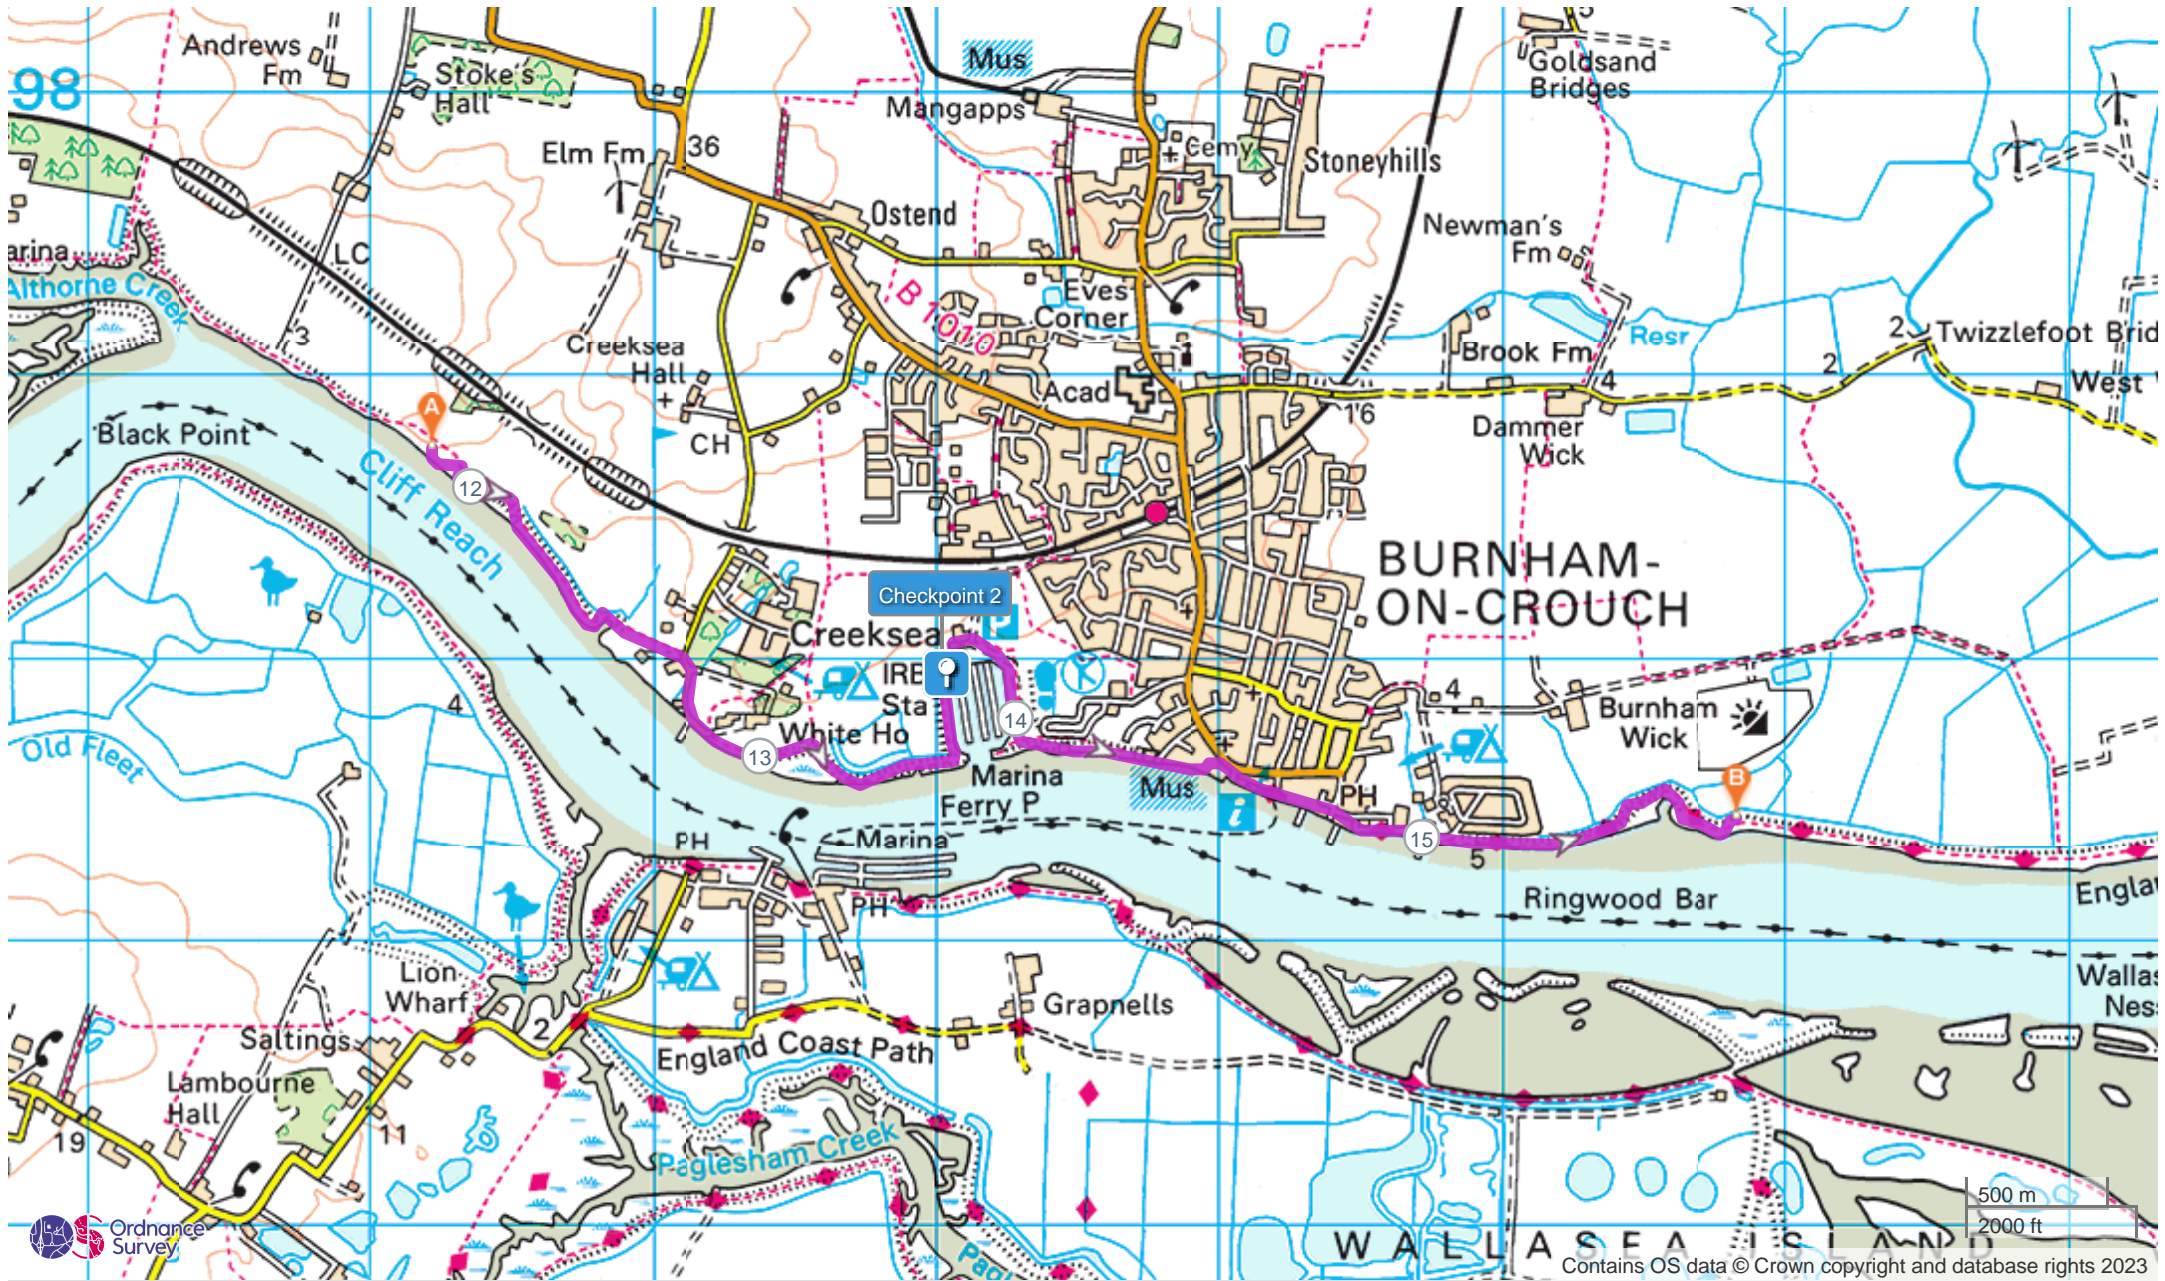 98
Andrews
Fm
Stoke's
Hall
Mus
Mangapps
5
Goldsand
Bridges
Elm Fm
36
Cemy
Stoneyhills
Ostend
Newman's
Fm
LC
arina
Althorne Creek
3
B 1010
Eves
Corner
Resr
2
Twizzlefoot Brid
Creeksea
Hall
Acad
Brook Fm
4
2
West
16
Black Point
A
CH
Dammer
Wick
Cliff Reach
12
BURNHAM-
ON-CROUCH
Checkpoint 2
Creeksea
P
IRB
Sta
4
4
14
White Ho
13
Old Fleet
Burnham
Wick
Marina
Ferry P
Mus
i
PH
B
15
5
PH
Marina
PH
Ringwood Bar
Engla
Lion
Wharf
Wallas
Nes
Grapnells
2
Saltings
England Coast Path
Lambourne
Hall
11
19
Paglesham Creek
Pagl
500 m
2000 ft
Ordnance
Survey
WALLASEA ISLAND
Contains OS data © Crown copyright and database rights 2023